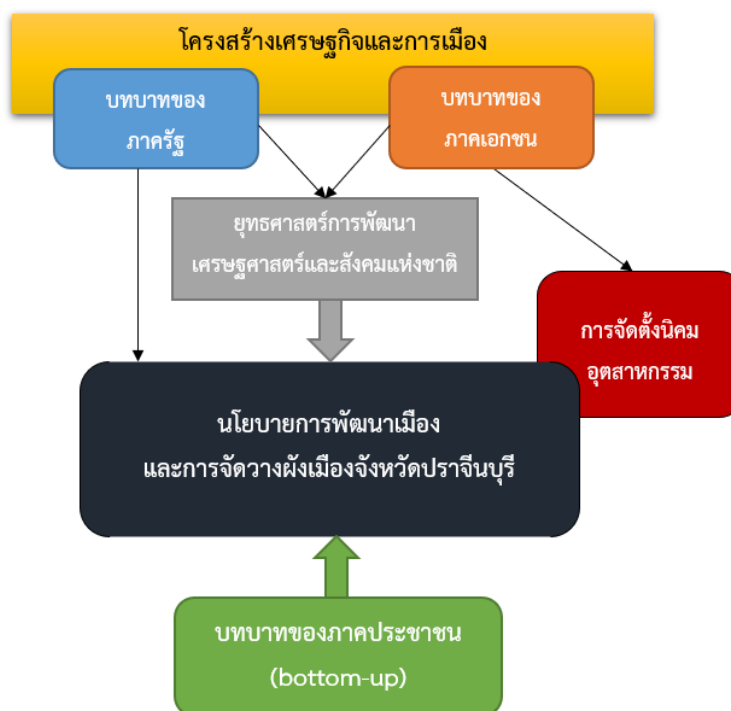 โครงสร้างเศรษฐกิจและการเมือง
บทบาทของ
ภาครัฐ
บทบาทของ
ภาคเอกชน
ยุทธศาสตร์การพัฒนา
เศรษฐศาสตร์และสังคมแห่งชาติ
การจัดตั้งนิคม
อุตสาหกรรม
นโยบายการพัฒนาเมือง
และการจัดวางผังเมืองจังหวัดปราจีนบุรี
บทบาทของภาคประชาชน
(bottom-up)